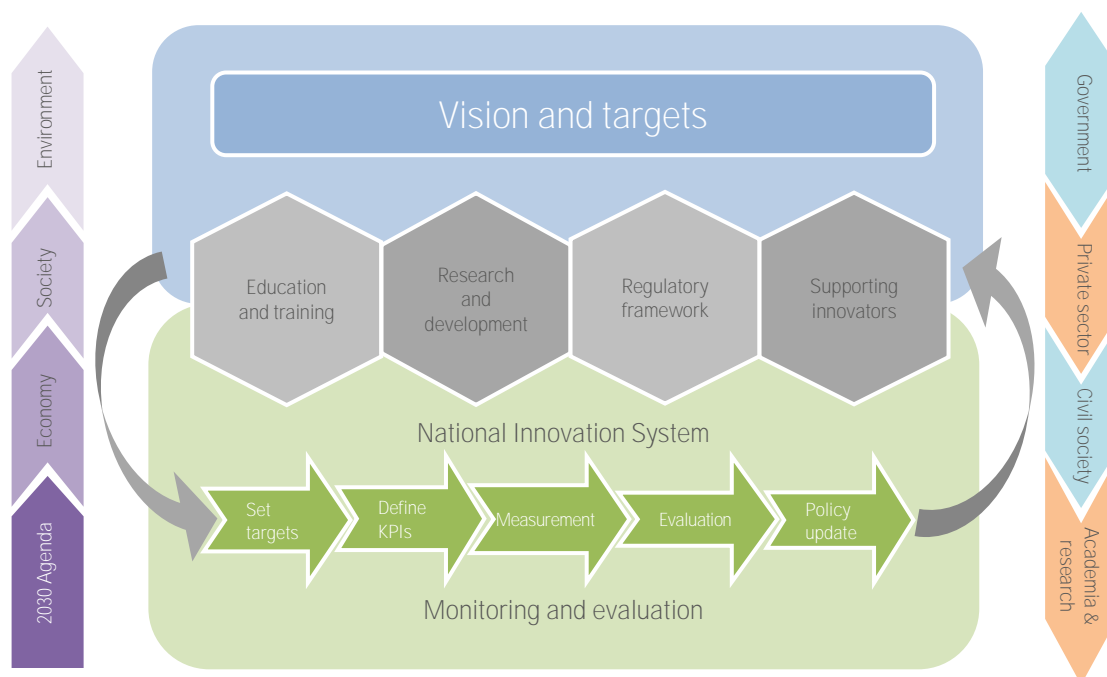 Environment
Society
Economy
2030 Agenda
Vision and targets
Education
and training
Research
and
development
Regulatory
framework
Supporting
innovators
National Innovation System
Set
targets
Define
KPIs
Measurement
Evaluation
Policy
update
Monitoring and evaluation
Government
Private sector
Civil society
Academia &
research